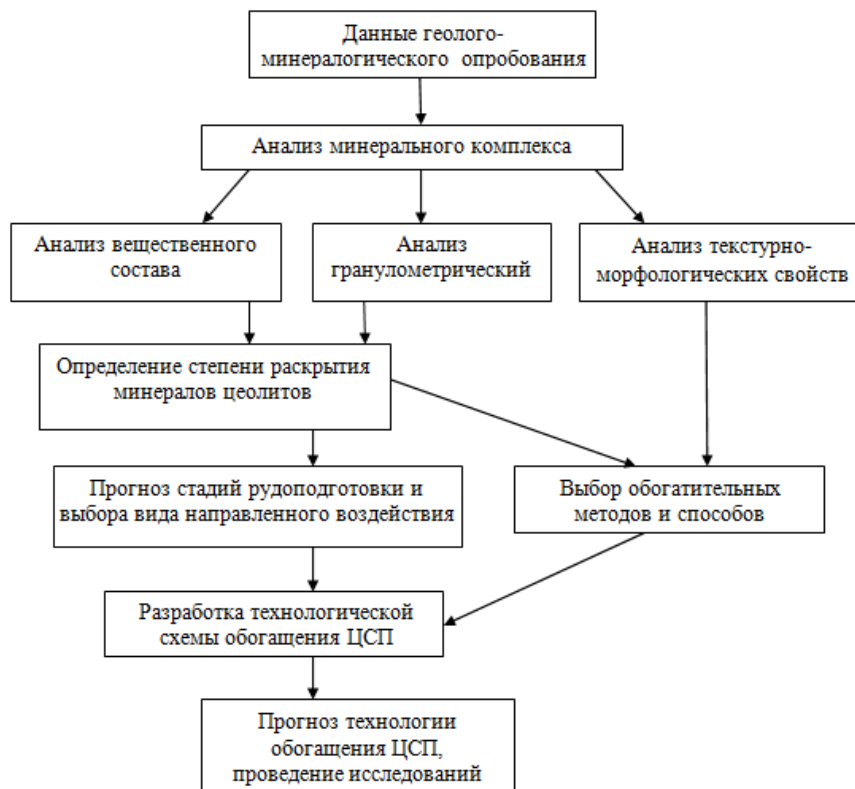 Данные геолого-
минералогического опробования
Анализ минерального комплекса
Анализ вещественного
состава
Анализ
гранулометрический
Анализ текстурно-
морфологических свойств
Определение степени раскрытия
минералов цеолитов
Прогноз стадий рудоподготовки и
выбора вида направленного воздействия
Выбор обогатительных
методов и способов
Разработка технологической
схемы обогащения ЦСП
Прогноз технологии
обогащения ЦСП,
проведение исследований